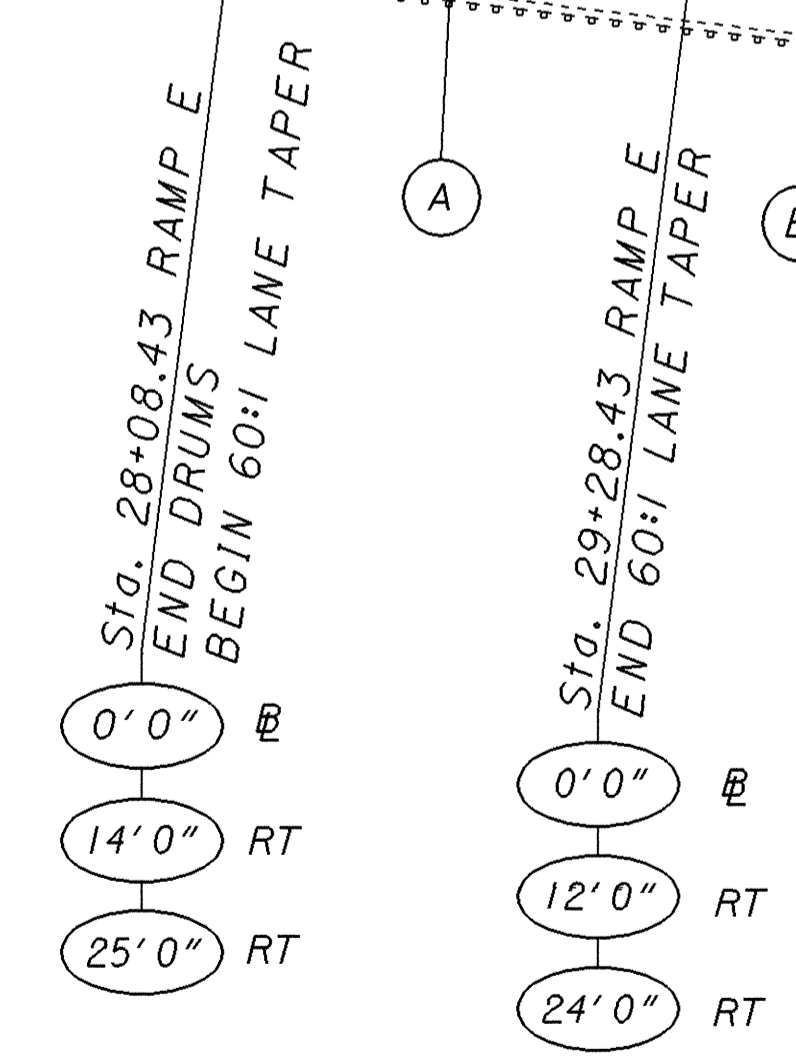 Sta. 28+08.43 RAMP E
END DRUMS
BEGIN 60:1 LANE TAPER
0'0" BL
14'0" RT
25'0" RT
A
Sta. 29+28.43 RAMP E
END 60:1 LANE TAPER
0'0" BL
12'0" RT
24'0" RT